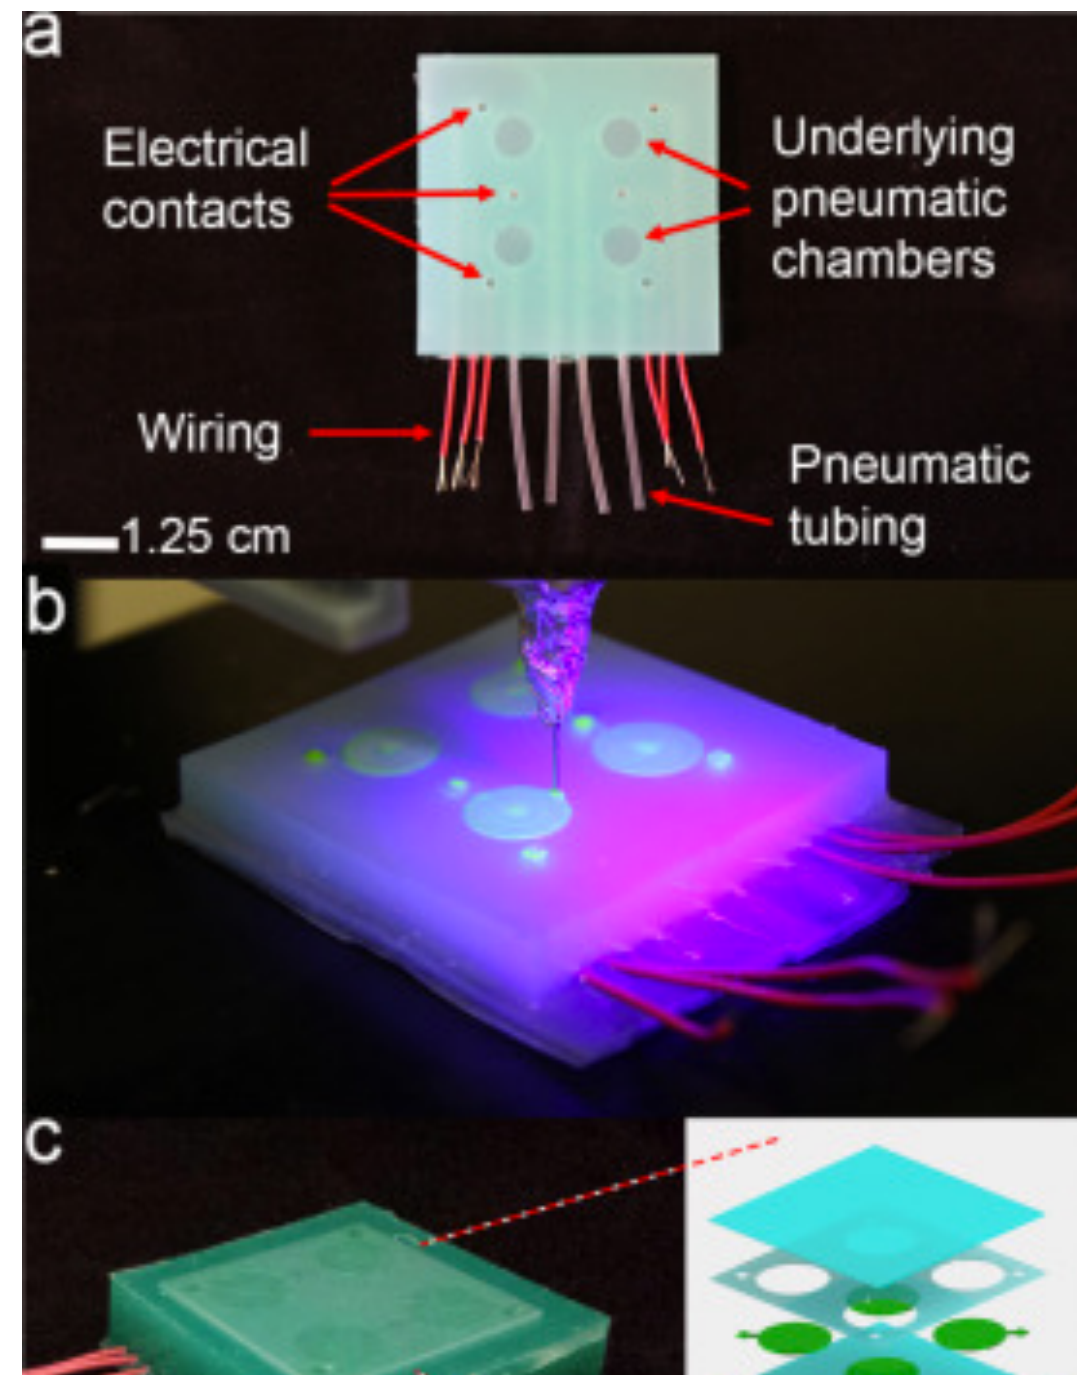 a
Electrical
contacts
Underlying
pneumatic
chambers
Wiring
Pneumatic
tubing
1.25 cm
b
c